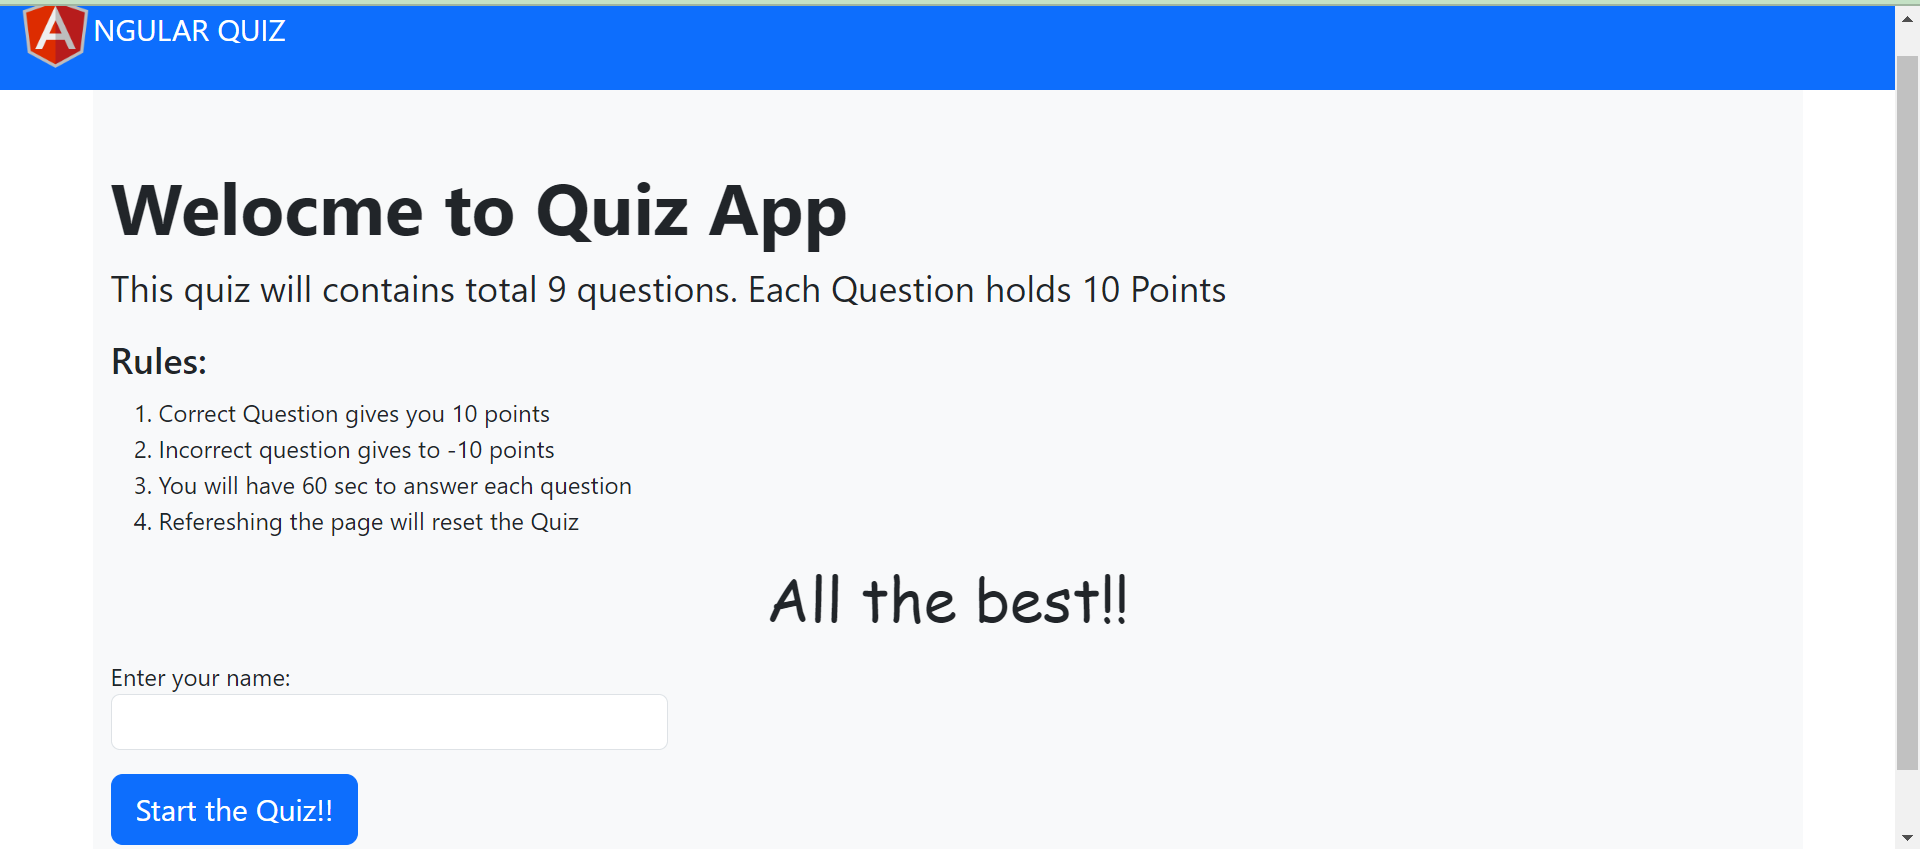 ANGULAR QUIZ
Welocme to Quiz App
This quiz will contains total 9 questions. Each Question holds 10 Points
Rules:
1. Correct Question gives you 10 points
2. Incorrect question gives to -10 points
3. You will have 60 sec to answer each question
4. Refereshing the page will reset the Quiz
All the best!!
Enter your name:
Start the Quiz!!